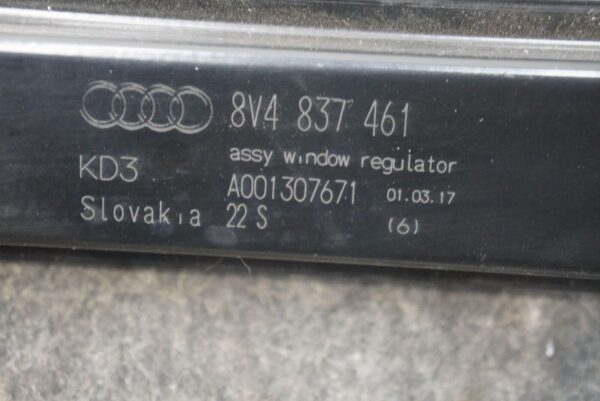 8V4 837 461
assy window regulator
KD3
A001307671 01.03.17
Slovakia 22 S (6)